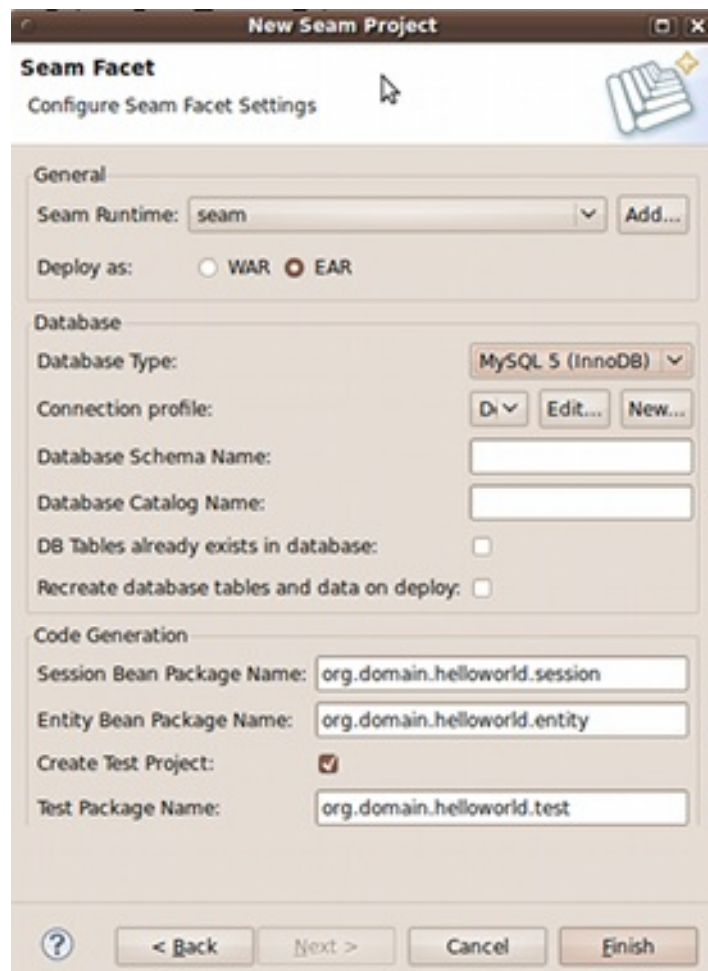 New Seam Project
Seam Facet
Configure Seam Facet Settings
General
Seam Runtime: seam Add...
Deploy as: WAR EAR
Database
Database Type: MySQL 5 (InnoDB)
Connection profile: Edit... New...
Database Schema Name:
Database Catalog Name:
DB Tables already exists in database:
Recreate database tables and data on deploy:
Code Generation
Session Bean Package Name: org.domain.helloworld.session
Entity Bean Package Name: org.domain.helloworld.entity
Create Test Project:
Test Package Name: org.domain.helloworld.test
? < Back Next > Cancel Finish